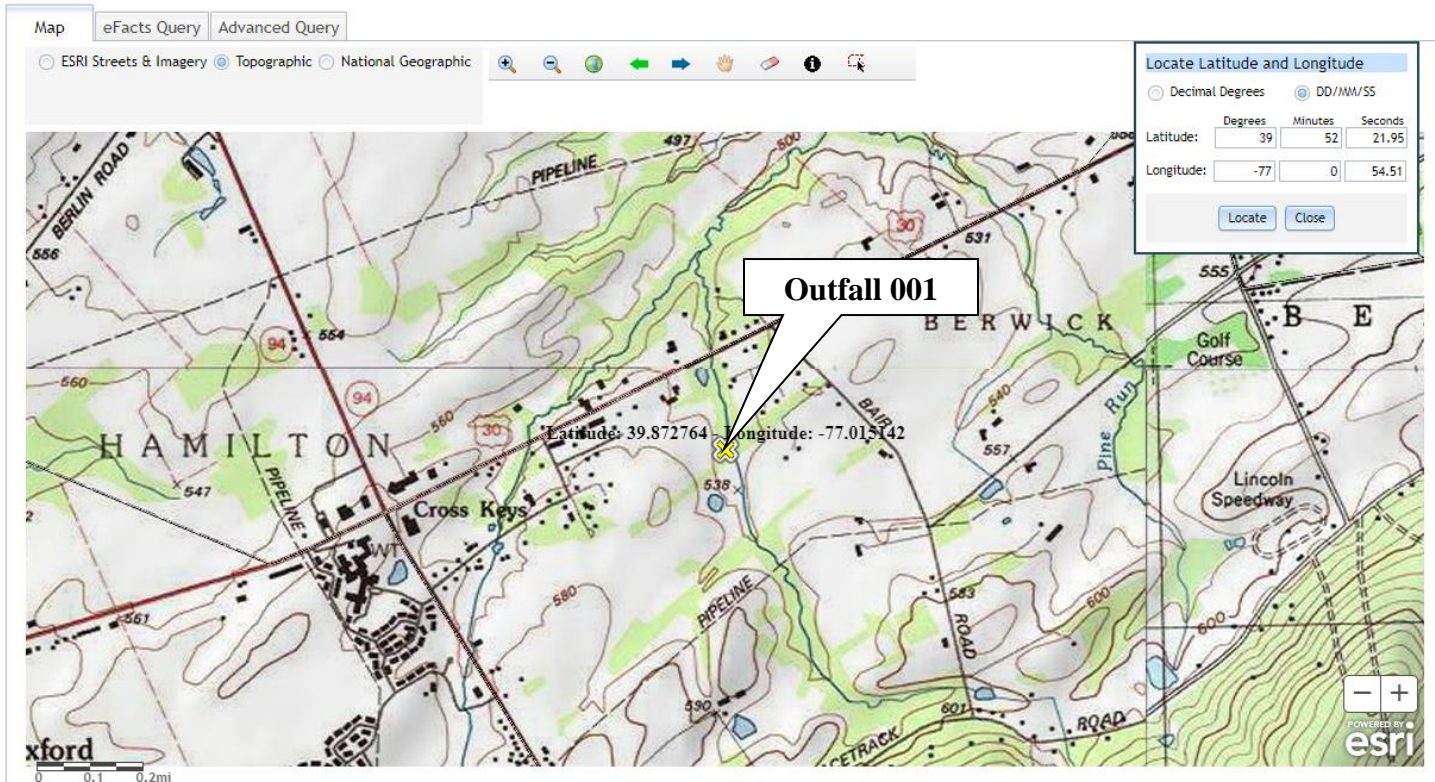 Map eFacts Query Advanced Query
ESRI Streets & Imagery Topographic National Geographic
Locate Latitude and Longitude
Decimal Degrees DD/MM/SS
Degrees Minutes Seconds
Latitude: 39 52 21.95
Longitude: -77 0 54.51
Locate Close
BERLIN ROAD
556
PIPELINE
497
500
30
531
555
Outfall 001
BERWICK
B E
Golf
Course
94
554
560
94
560
30
HAMILTON
Latitude: 39.872764 - Longitude: -77.015142
BAIR
540
Pine Run
557
547
PIPELINE
538
Lincoln
Speedway
Cross Keys
WT
580
PIPELINE
583
ROAD
600
600
561
590
601
ROAD
CETRACK
xford
0 0.1 0.2mi
− +
POWERED BY
esri